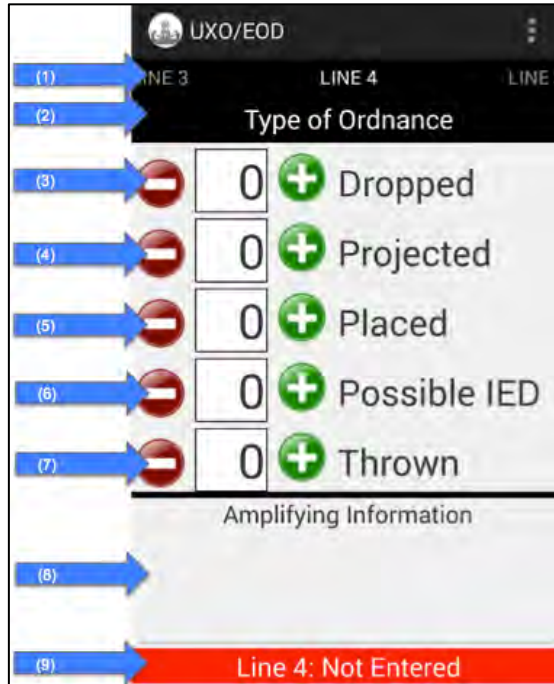 UXO/EOD
(1) INE 3 LINE 4 LINE
(2) Type of Ordnance
(3) 0 Dropped
(4) 0 Projected
(5) 0 Placed
(6) 0 Possible IED
(7) 0 Thrown
Amplifying Information
(8)
(9) Line 4: Not Entered